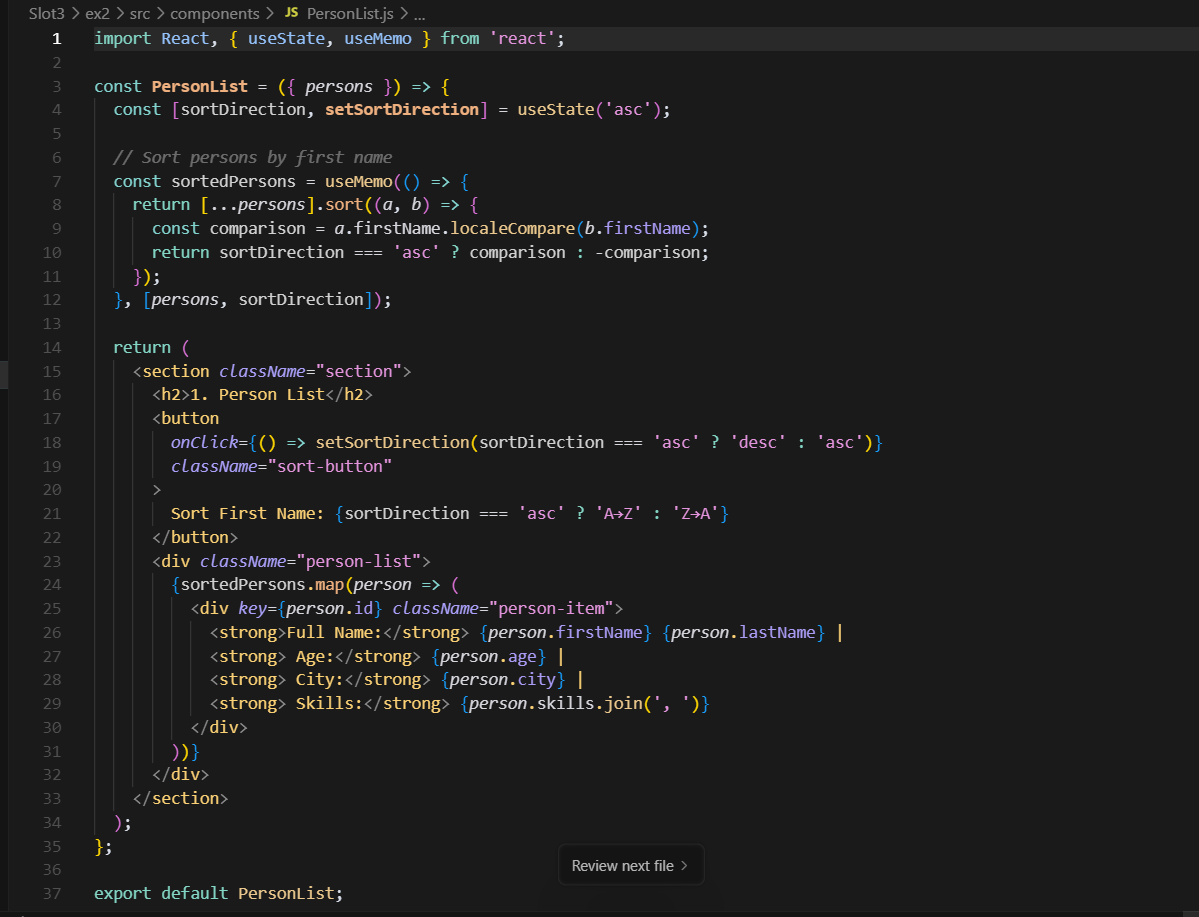 Slot3 > ex2 > src > components > JS PersonList.js > ...
1 import React, { useState, useMemo } from 'react';
2
3 const PersonList = ({ persons }) => {
4   const [sortDirection, setSortDirection] = useState('asc');
5
6   // Sort persons by first name
7   const sortedPersons = useMemo(() => {
8     return [...persons].sort((a, b) => {
9       const comparison = a.firstName.localeCompare(b.firstName);
10       return sortDirection === 'asc' ? comparison : -comparison;
11     });
12   }, [persons, sortDirection]);
13
14   return (
15     <section className="section">
16       <h2>1. Person List</h2>
17       <button
18         onClick={() => setSortDirection(sortDirection === 'asc' ? 'desc' : 'asc')}
19         className="sort-button"
20       >
21         Sort First Name: {sortDirection === 'asc' ? 'A→Z' : 'Z→A'}
22       </button>
23       <div className="person-list">
24         {sortedPersons.map(person => (
25           <div key={person.id} className="person-item">
26             <strong>Full Name:</strong> {person.firstName} {person.lastName} |
27             <strong> Age:</strong> {person.age} |
28             <strong> City:</strong> {person.city} |
29             <strong> Skills:</strong> {person.skills.join(', ')}
30           </div>
31         ))}
32       </div>
33     </section>
34   );
35 };
Review next file >
36
37 export default PersonList;